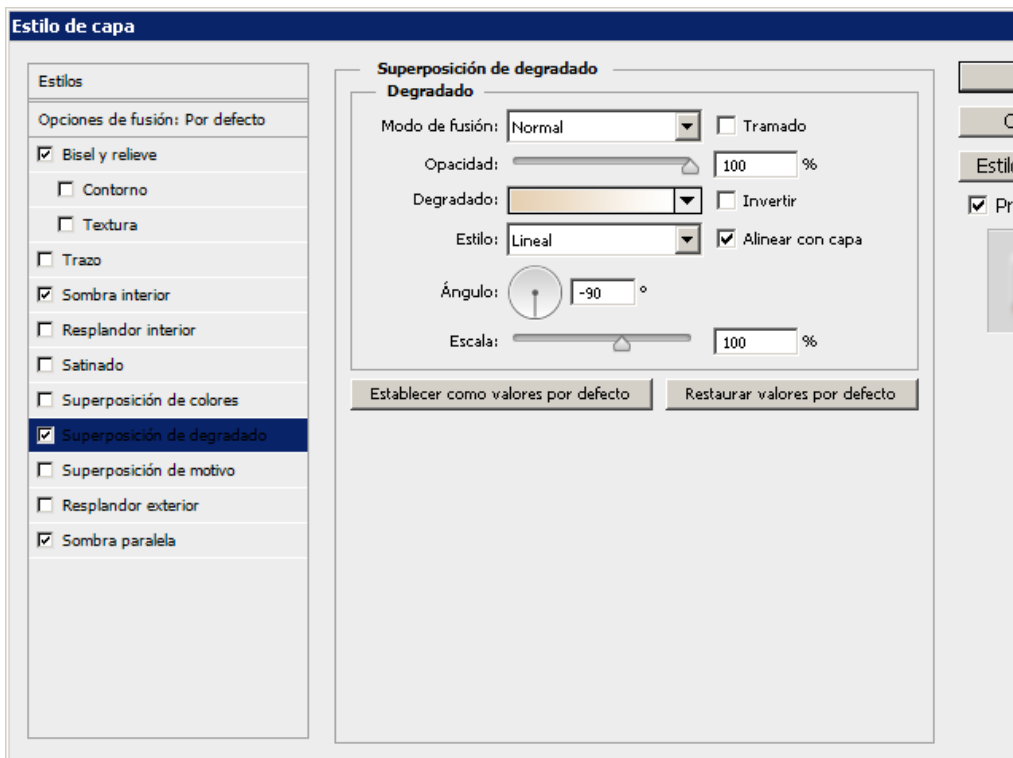 Estilo de capa
Estilos
Opciones de fusión: Por defecto
Bisel y relieve
Contorno
Textura
Trazo
Sombra interior
Resplandor interior
Satinado
Superposición de colores
Superposición de degradado
Superposición de motivo
Resplandor exterior
Sombra paralela
Superposición de degradado
Degradado
Modo de fusión: Normal Tramado
Opacidad: 100 %
Degradado: Invertir
Estilo: Lineal Alinear con capa
Ángulo: -90 °
Escala: 100 %
Establecer como valores por defecto Restaurar valores por defecto